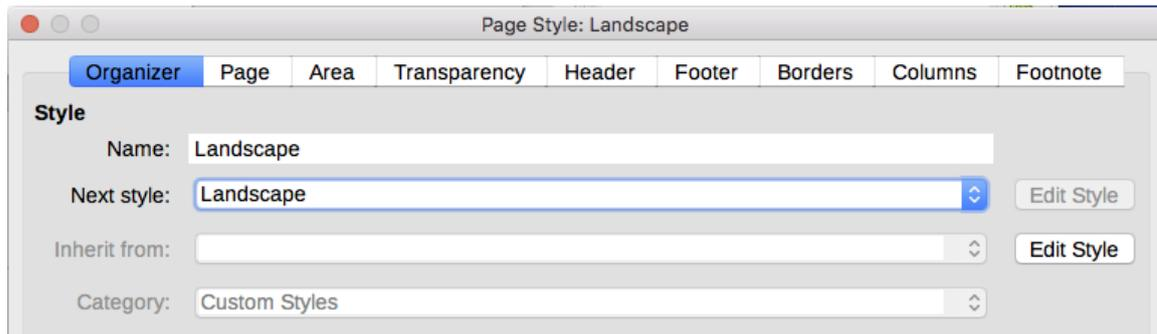 Page Style: Landscape
Organizer Page Area Transparency Header Footer Borders Columns Footnote
Style
Name: Landscape
Next style: Landscape Edit Style
Inherit from: Edit Style
Category: Custom Styles